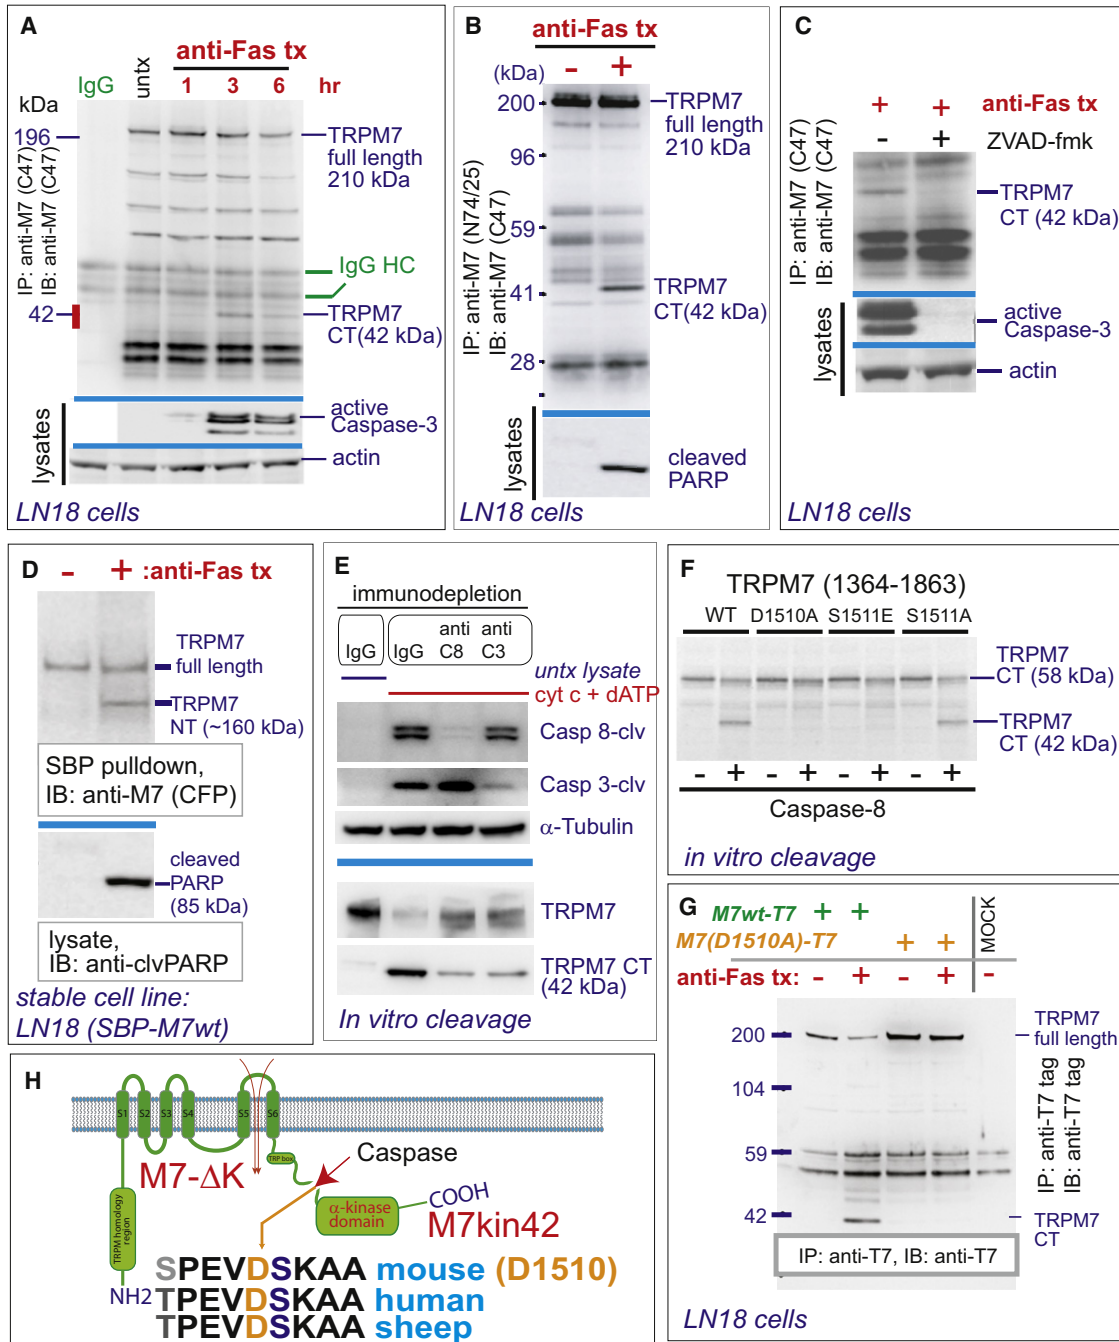 A
anti-Fas tx
IgG
untx
1 3 6 hr
kDa
196
42
IP: anti-M7 (C47)
IB: anti-M7 (C47)
TRPM7
full length
210 kDa
IgG HC
TRPM7
CT(42 kDa)
lysates
active
Caspase-3
actin
LN18 cells
B
anti-Fas tx
(kDa) - +
200
96
59
41
28
IP: anti-M7 (N74/25)
IB: anti-M7 (C47)
TRPM7
full length
210 kDa
TRPM7
CT(42 kDa)
lysates
cleaved
PARP
LN18 cells
C
+ + anti-Fas tx
- + ZVAD-fmk
IP: anti-M7 (C47)
IB: anti-M7 (C47)
TRPM7
CT (42 kDa)
lysates
active
Caspase-3
actin
LN18 cells
D
- + :anti-Fas tx
TRPM7
full length
TRPM7
NT (~160 kDa)
SBP pulldown,
IB: anti-M7 (CFP)
cleaved
PARP
(85 kDa)
lysate,
IB: anti-clvPARP
stable cell line:
LN18 (SBP-M7wt)
E
immunodepletion
IgG IgG anti C8 anti C3
untx lysate
cyt c + dATP
Casp 8-clv
Casp 3-clv
α-Tubulin
TRPM7
TRPM7 CT
(42 kDa)
In vitro cleavage
F
TRPM7 (1364-1863)
WT D1510A S1511E S1511A
TRPM7
CT (58 kDa)
TRPM7
CT (42 kDa)
- + - + - + - +
Caspase-8
in vitro cleavage
G
M7wt-T7 + +
M7(D1510A)-T7 + +
MOCK
anti-Fas tx: - + - + -
200
104
59
42
TRPM7
full length
TRPM7
CT
IP: anti-T7 tag
IB: anti-T7 tag
IP: anti-T7, IB: anti-T7
LN18 cells
H
S1 S2 S3 S4 S5 S6
TRP box
Caspase
M7-ΔK
α-kinase
domain
COOH
M7kin42
TRPM homology
region
NH2
SPEVDSKAA mouse (D1510)
TPEVDSKAA human
TPEVDSKAA sheep